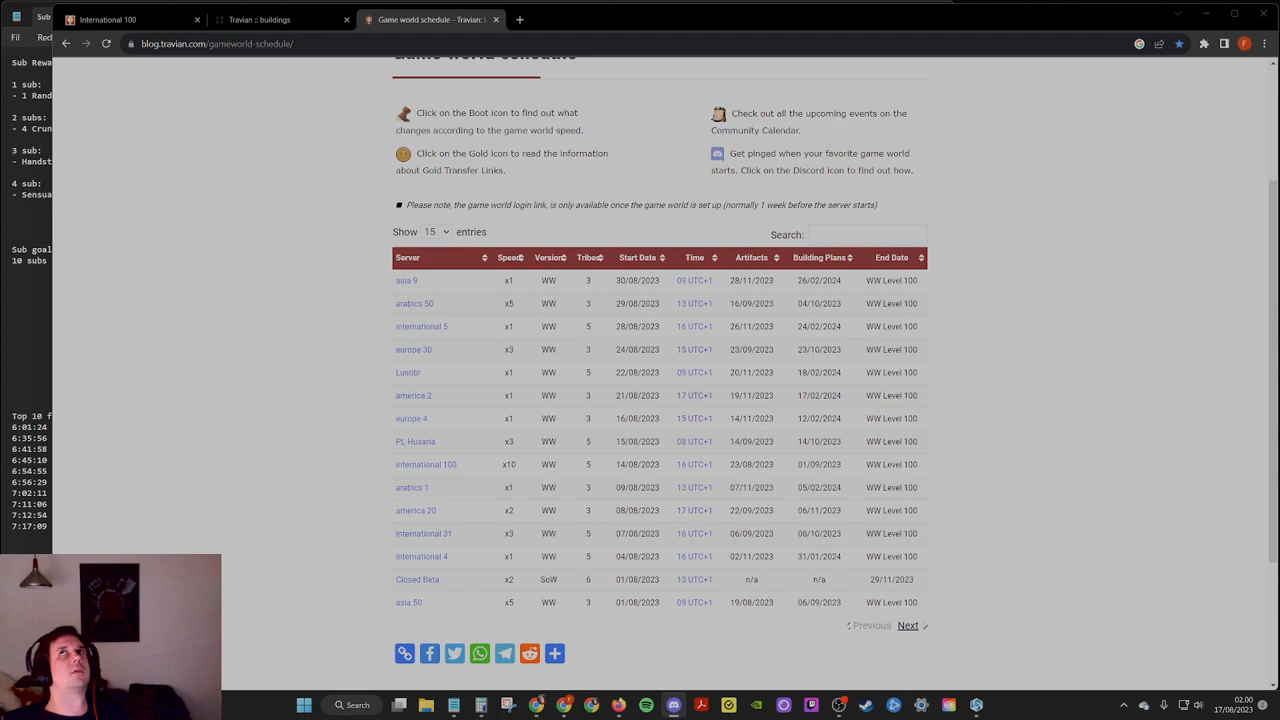 International 100
Travian :: buildings
Game world schedule - Travian: L
blog.travian.com/gameworld-schedule/
Sub
Fil
Sub Rewa
1 sub:
- 1 Rand
2 subs:
- 4 Crun
3 sub:
- Handst
4 sub:
- Sensua
Sub goal
10 subs
Top 10 f
6:01:24
6:35:56
6:41:58
6:45:10
6:54:55
6:56:29
7:02:11
7:11:06
7:12:54
7:17:09
Game world schedule
Click on the Boot icon to find out what
changes according to the game world speed.
Check out all the upcoming events on the
Community Calendar.
Click on the Gold icon to read the information
about Gold Transfer Links.
Get pinged when your favorite game world
starts. Click on the Discord icon to find out how.
Please note, the game world login link, is only available once the game world is set up (normally 1 week before the server starts)
Show 15 entries Search:
Server Speed Version Tribes Start Date Time Artifacts Building Plans End Date
asia 9 x1 WW 3 30/08/2023 09 UTC+1 28/11/2023 26/02/2024 WW Level 100
arabics 50 x5 WW 3 29/08/2023 13 UTC+1 16/09/2023 04/10/2023 WW Level 100
international 5 x1 WW 5 28/08/2023 16 UTC+1 26/11/2023 24/02/2024 WW Level 100
europe 30 x3 WW 3 24/08/2023 15 UTC+1 23/09/2023 23/10/2023 WW Level 100
Lusobr x1 WW 5 22/08/2023 09 UTC+1 20/11/2023 18/02/2024 WW Level 100
america 2 x1 WW 3 21/08/2023 17 UTC+1 19/11/2023 17/02/2024 WW Level 100
europe 4 x1 WW 3 16/08/2023 15 UTC+1 14/11/2023 12/02/2024 WW Level 100
PL Husaria x3 WW 5 15/08/2023 08 UTC+1 14/09/2023 14/10/2023 WW Level 100
international 100 x10 WW 5 14/08/2023 16 UTC+1 23/08/2023 01/09/2023 WW Level 100
arabics 1 x1 WW 3 09/08/2023 13 UTC+1 07/11/2023 05/02/2024 WW Level 100
america 20 x2 WW 3 08/08/2023 17 UTC+1 22/09/2023 06/11/2023 WW Level 100
international 31 x3 WW 5 07/08/2023 16 UTC+1 06/09/2023 06/10/2023 WW Level 100
international 4 x1 WW 5 04/08/2023 16 UTC+1 02/11/2023 31/01/2024 WW Level 100
Closed Beta x2 SoW 6 01/08/2023 13 UTC+1 n/a n/a 29/11/2023
asia 50 x5 WW 3 01/08/2023 09 UTC+1 19/08/2023 06/09/2023 WW Level 100
Previous Next
Search
02.00
17/08/2023